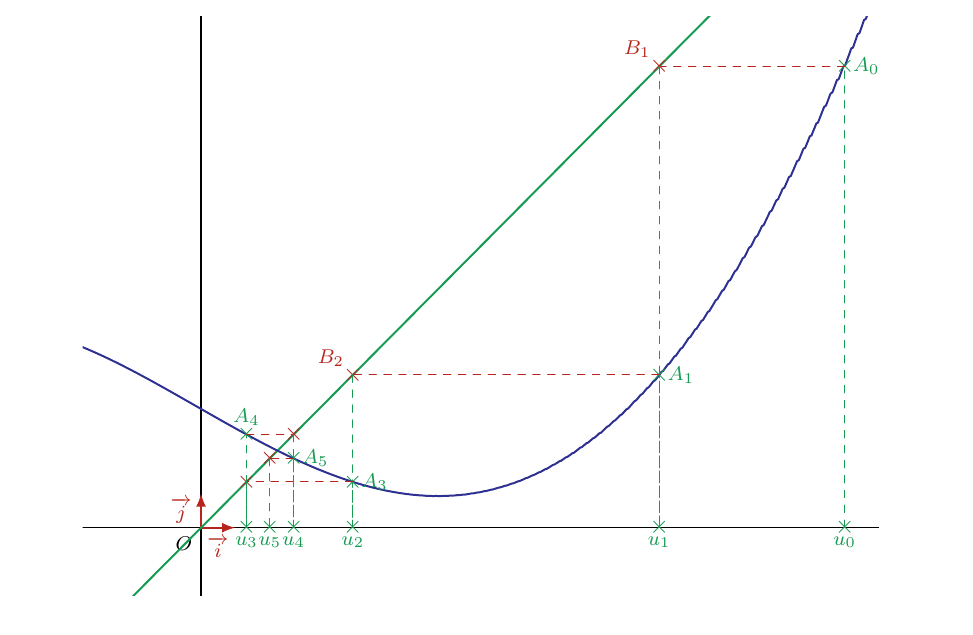 B₁
A₀
B₂
A₁
A₄
A₅
A₃
j
O
i
u₃ u₅ u₄ u₂ u₁ u₀